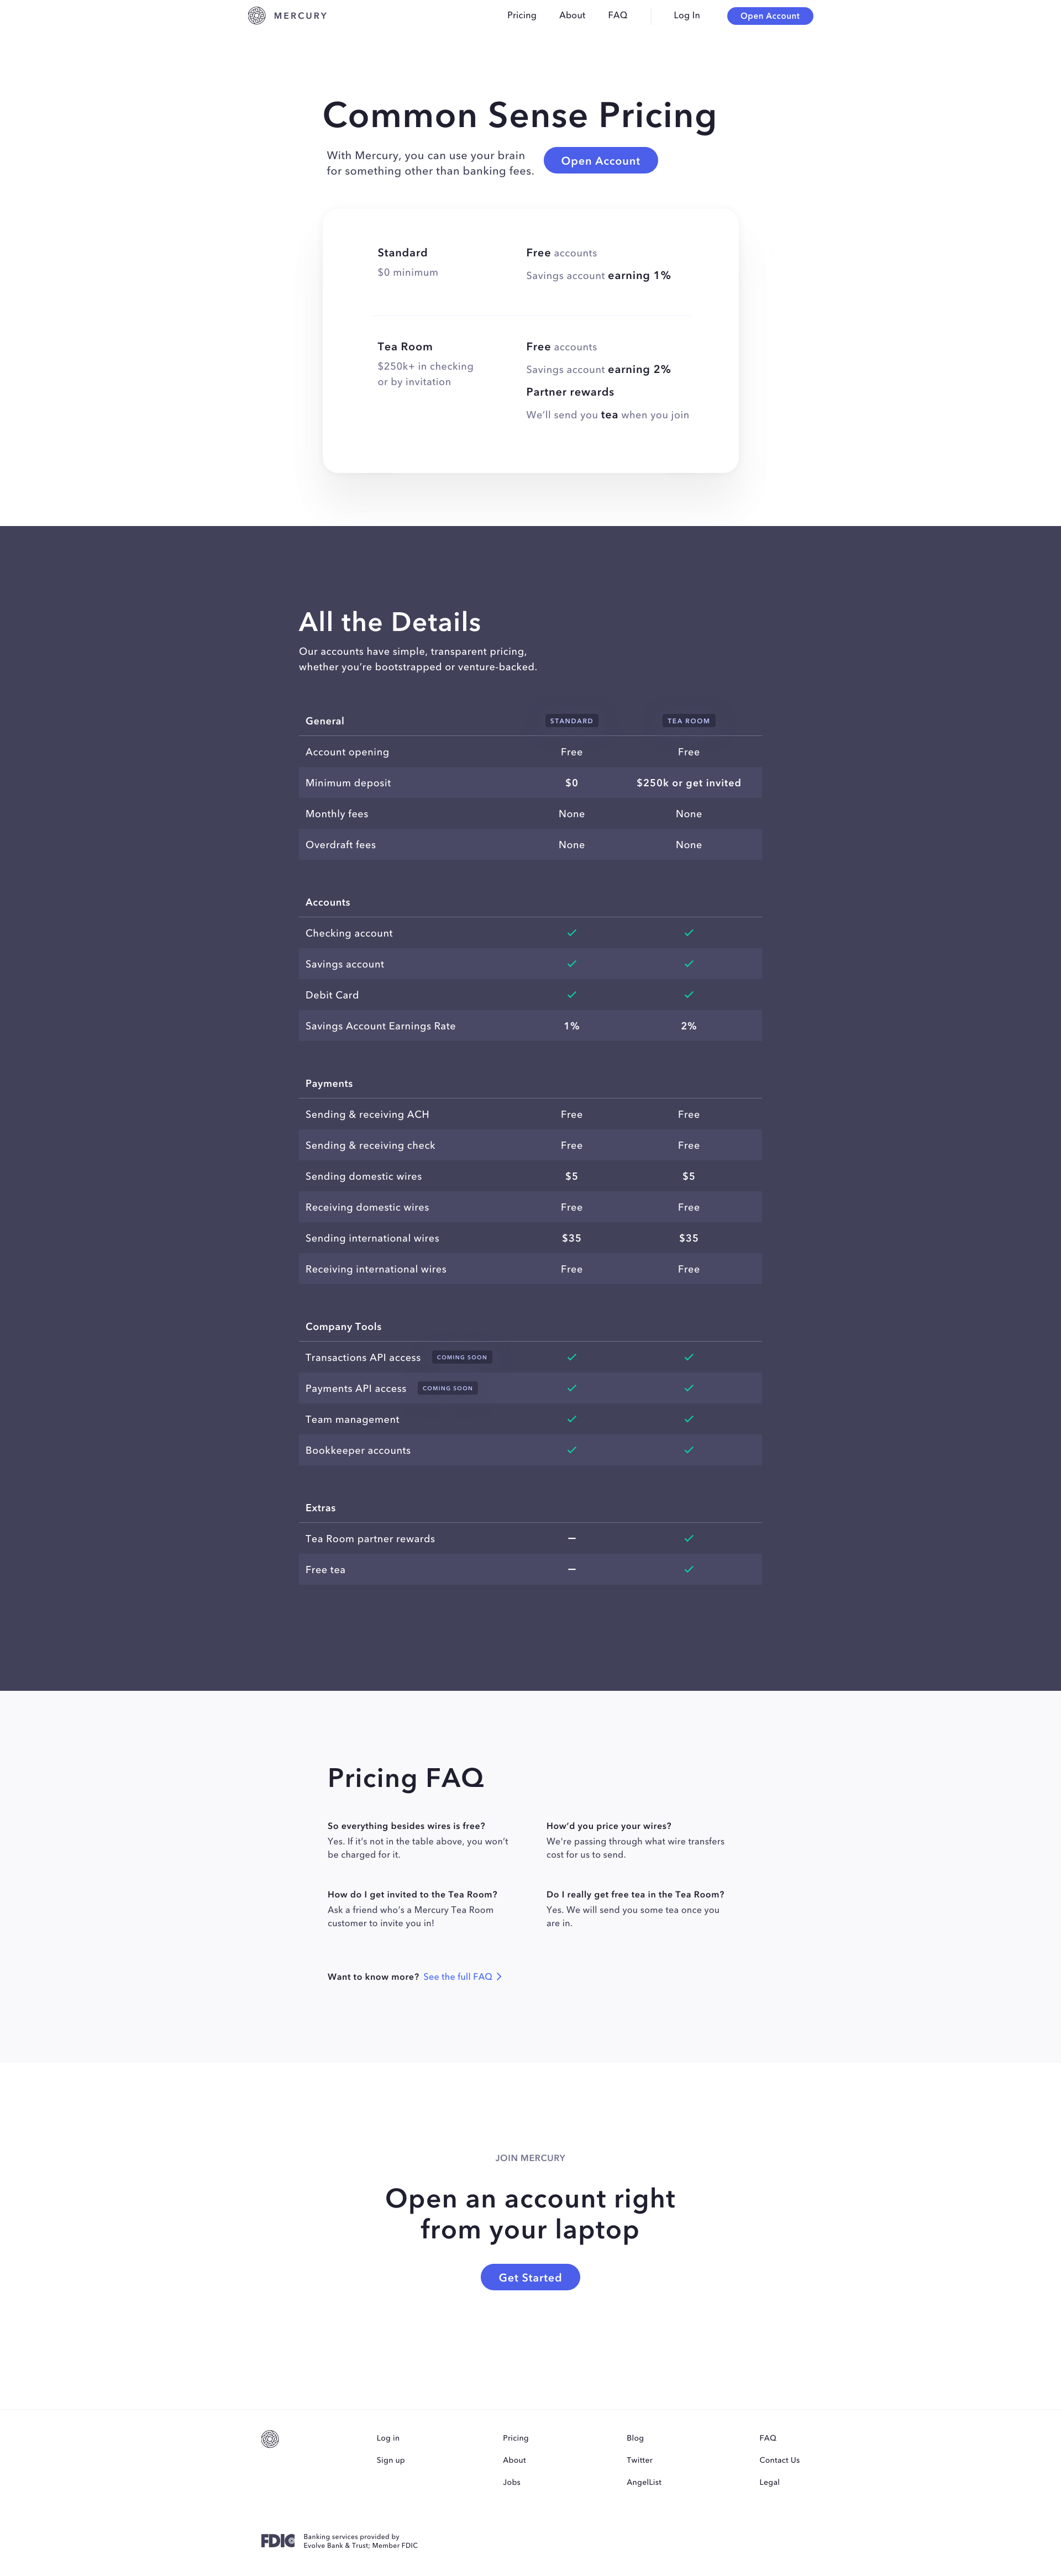 MERCURY
Pricing
About
FAQ
Log In
Open Account
Common Sense Pricing
With Mercury, you can use your brain
for something other than banking fees.
Open Account
Standard
$0 minimum
Free accounts
Savings account earning 1%
Tea Room
$250k+ in checking
or by invitation
Free accounts
Savings account earning 2%
Partner rewards
We'll send you tea when you join
All the Details
Our accounts have simple, transparent pricing,
whether you're bootstrapped or venture-backed.
General STANDARD TEA ROOM
Account opening Free Free
Minimum deposit $0 $250k or get invited
Monthly fees None None
Overdraft fees None None
Accounts
Checking account
Savings account
Debit Card
Savings Account Earnings Rate 1% 2%
Payments
Sending & receiving ACH Free Free
Sending & receiving check Free Free
Sending domestic wires $5 $5
Receiving domestic wires Free Free
Sending international wires $35 $35
Receiving international wires Free Free
Company Tools
Transactions API access COMING SOON
Payments API access COMING SOON
Team management
Bookkeeper accounts
Extras
Tea Room partner rewards – 
Free tea – 
Pricing FAQ
So everything besides wires is free?
Yes. If it's not in the table above, you won't
be charged for it.
How'd you price your wires?
We're passing through what wire transfers
cost for us to send.
How do I get invited to the Tea Room?
Ask a friend who's a Mercury Tea Room
customer to invite you in!
Do I really get free tea in the Tea Room?
Yes. We will send you some tea once you
are in.
Want to know more? See the full FAQ
JOIN MERCURY
Open an account right
from your laptop
Get Started
Log in
Sign up
Pricing
About
Jobs
Blog
Twitter
AngelList
FAQ
Contact Us
Legal
FDIC
Banking services provided by
Evolve Bank & Trust; Member FDIC